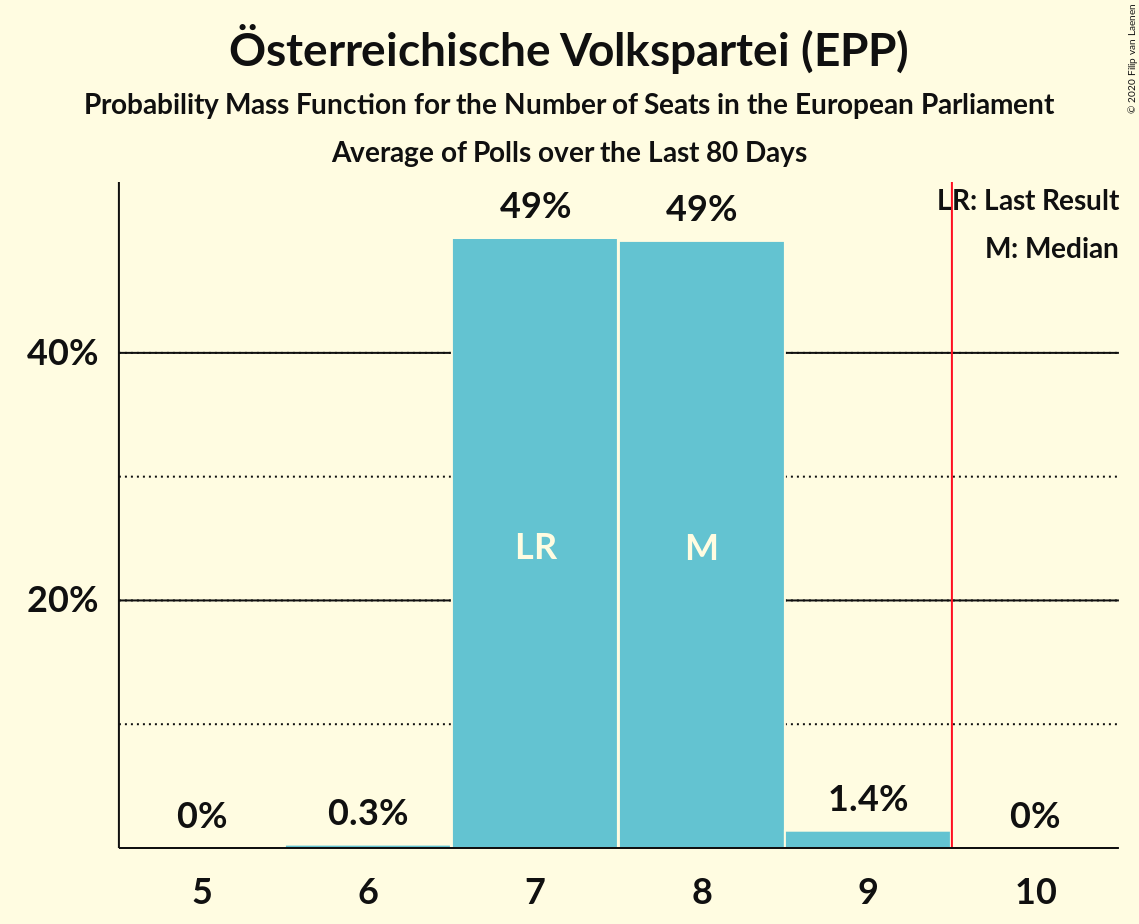 Österreichische Volkspartei (EPP)
Probability Mass Function for the Number of Seats in the European Parliament
Average of Polls over the Last 80 Days
© 2020 Filip van Laenen
LR: Last Result
M: Median
49%
49%
40%
LR
M
20%
0%
0.3%
1.4%
0%
5
6
7
8
9
10